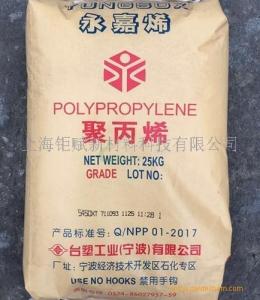 YUNGSOX
永嘉烯
POLYPROPYLENE
聚丙烯
上海钜赋新材料科技有限公司
NET WEIGHT: 25KG
GRADE LOT NO:
产品标准号: Q/NPP 01-2017
台塑工业(宁波)有限公司
厂址: 宁波经济技术开发区石化专区
USE NO HOOKS 禁用手钩